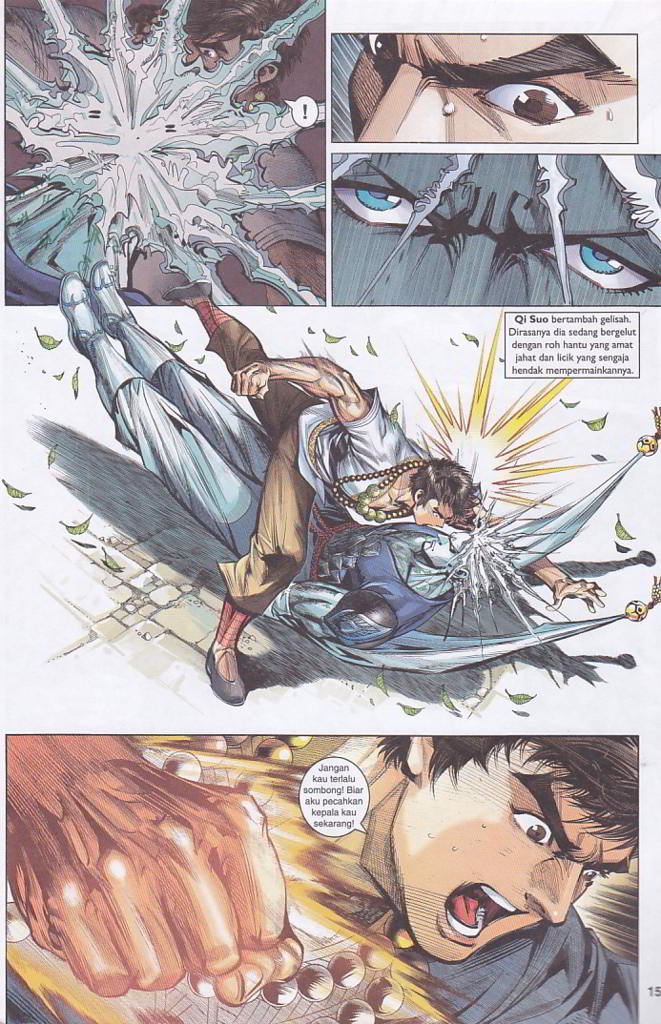 !
Qi Suo bertambah gelisah.
Dirasanya dia sedang bergelut
dengan roh hantu yang amat
jahat dan licik yang sengaja
hendak mempermainkannya.
Jangan
kau terlalu
sombong! Biar
aku pecahkan
kepala kau
sekarang!
15